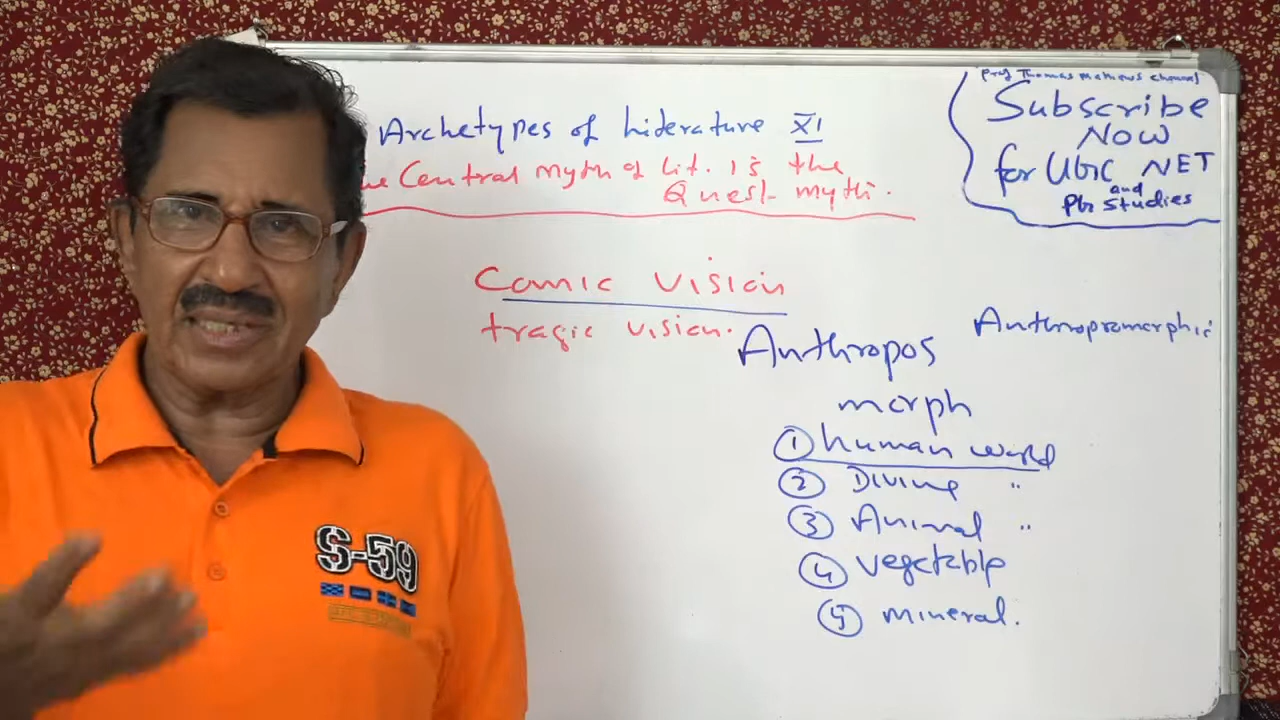 Archetypes of Liderature XI
Central myth of Lit. Is the
Quest myth.
Prof Thomas Mathews channel
Subscribe
NOW
for UGC NET
and
PG Studies
Comic Vision
tragic vision.
Anthropos
Anthropomorphic
morph
① human world
② Divine "
③ Animal "
④ vegetable
⑤ mineral.
S-59